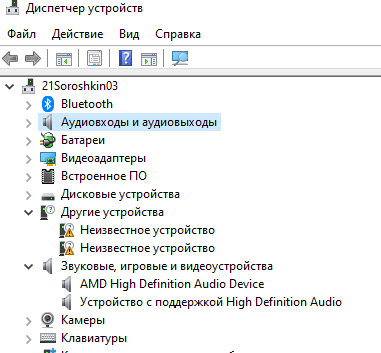 Диспетчер устройств
Файл Действие Вид Справка
21Soroshkin03
Bluetooth
Аудиовходы и аудиовыходы
Батареи
Видеоадаптеры
Встроенное ПО
Дисковые устройства
Другие устройства
Неизвестное устройство
Неизвестное устройство
Звуковые, игровые и видеоустройства
AMD High Definition Audio Device
Устройство с поддержкой High Definition Audio
Камеры
Клавиатуры